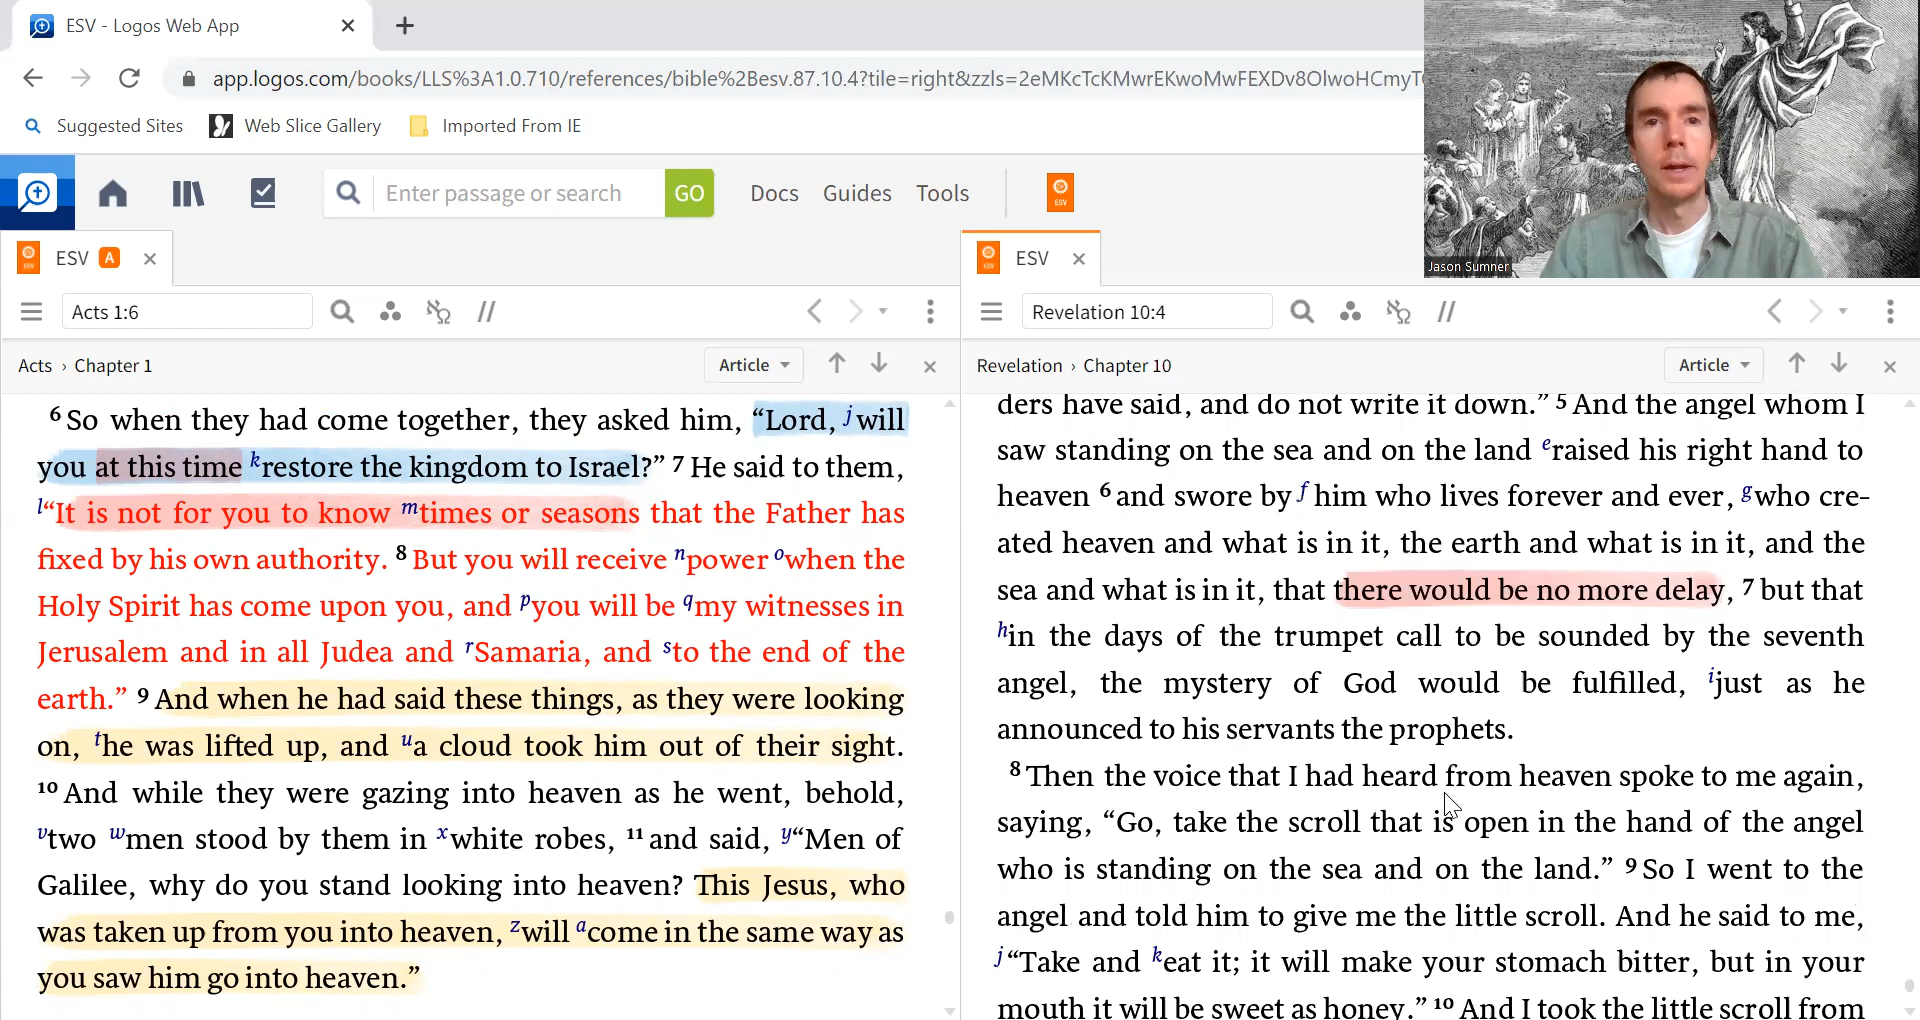 ESV - Logos Web App
app.logos.com/books/LLS%3A1.0.710/references/bible%2Besv.87.10.4?tile=right&zzls=2eMKcTcKMwrEKwoMwFEXDv8OlwoHCmyT
Suggested Sites Web Slice Gallery Imported From IE
Enter passage or search GO Docs Guides Tools ESV
Jason Sumner
ESV A
Acts 1:6
Acts › Chapter 1 Article
6 So when they had come together, they asked him, “Lord, j will
you at this time k restore the kingdom to Israel?” 7 He said to them,
l “It is not for you to know m times or seasons that the Father has
fixed by his own authority. 8 But you will receive n power o when the
Holy Spirit has come upon you, and p you will be q my witnesses in
Jerusalem and in all Judea and r Samaria, and s to the end of the
earth.” 9 And when he had said these things, as they were looking
on, t he was lifted up, and u a cloud took him out of their sight.
10 And while they were gazing into heaven as he went, behold,
v two w men stood by them in x white robes, 11 and said, y “Men of
Galilee, why do you stand looking into heaven? This Jesus, who
was taken up from you into heaven, z will a come in the same way as
you saw him go into heaven.”
ESV
Revelation 10:4
Revelation › Chapter 10 Article
ders have said, and do not write it down.” 5 And the angel whom I
saw standing on the sea and on the land e raised his right hand to
heaven 6 and swore by f him who lives forever and ever, g who cre-
ated heaven and what is in it, the earth and what is in it, and the
sea and what is in it, that there would be no more delay, 7 but that
h in the days of the trumpet call to be sounded by the seventh
angel, the mystery of God would be fulfilled, i just as he
announced to his servants the prophets.
8 Then the voice that I had heard from heaven spoke to me again,
saying, “Go, take the scroll that is open in the hand of the angel
who is standing on the sea and on the land.” 9 So I went to the
angel and told him to give me the little scroll. And he said to me,
j “Take and k eat it; it will make your stomach bitter, but in your
mouth it will be sweet as honey.” 10 And I took the little scroll from